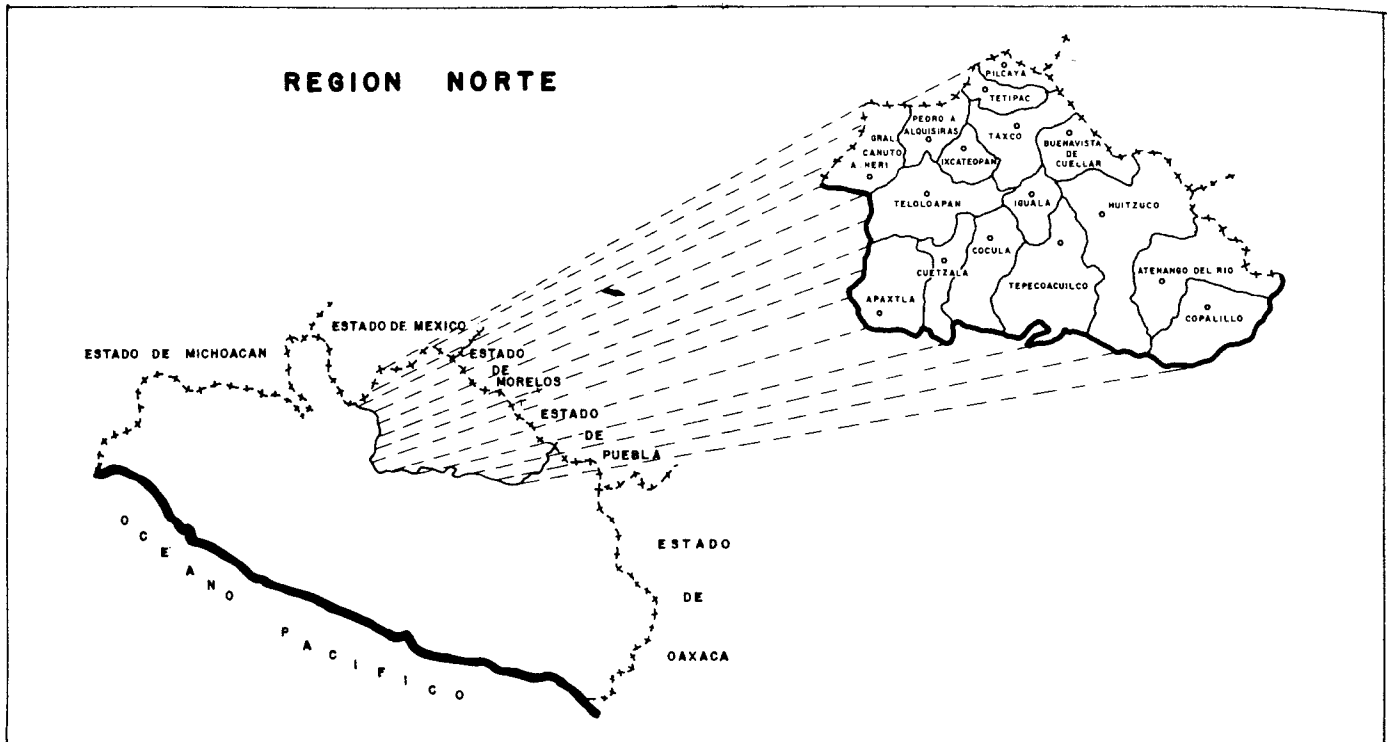 REGION NORTE
PILCAYA
TETIPAC
PEDRO A
ALQUISIRAS
TAXCO
GRAL
CANUTO
A NERI
IXCATEOPAN
BUENAVISTA
DE
CUELLAR
TELOLOAPAN
IGUALA
HUITZUCO
COCULA
CUETZALA
TEPECOACUILCO
ATENANGO DEL RIO
APAXTLA
COPALILLO
ESTADO DE MEXICO
ESTADO DE MICHOACAN
ESTADO
DE
MORELOS
ESTADO
DE
PUEBLA
ESTADO
DE
OAXACA
OCEANO PACIFICO